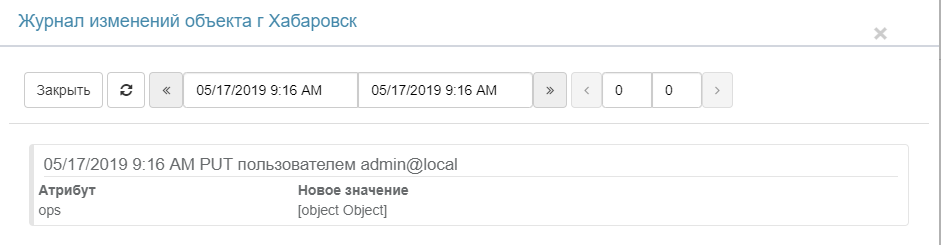 Журнал изменений объекта г Хабаровск
×
Закрыть « 05/17/2019 9:16 AM 05/17/2019 9:16 AM » ‹ 0 0 ›
05/17/2019 9:16 AM PUT пользователем admin@local
Атрибут Новое значение
ops [object Object]